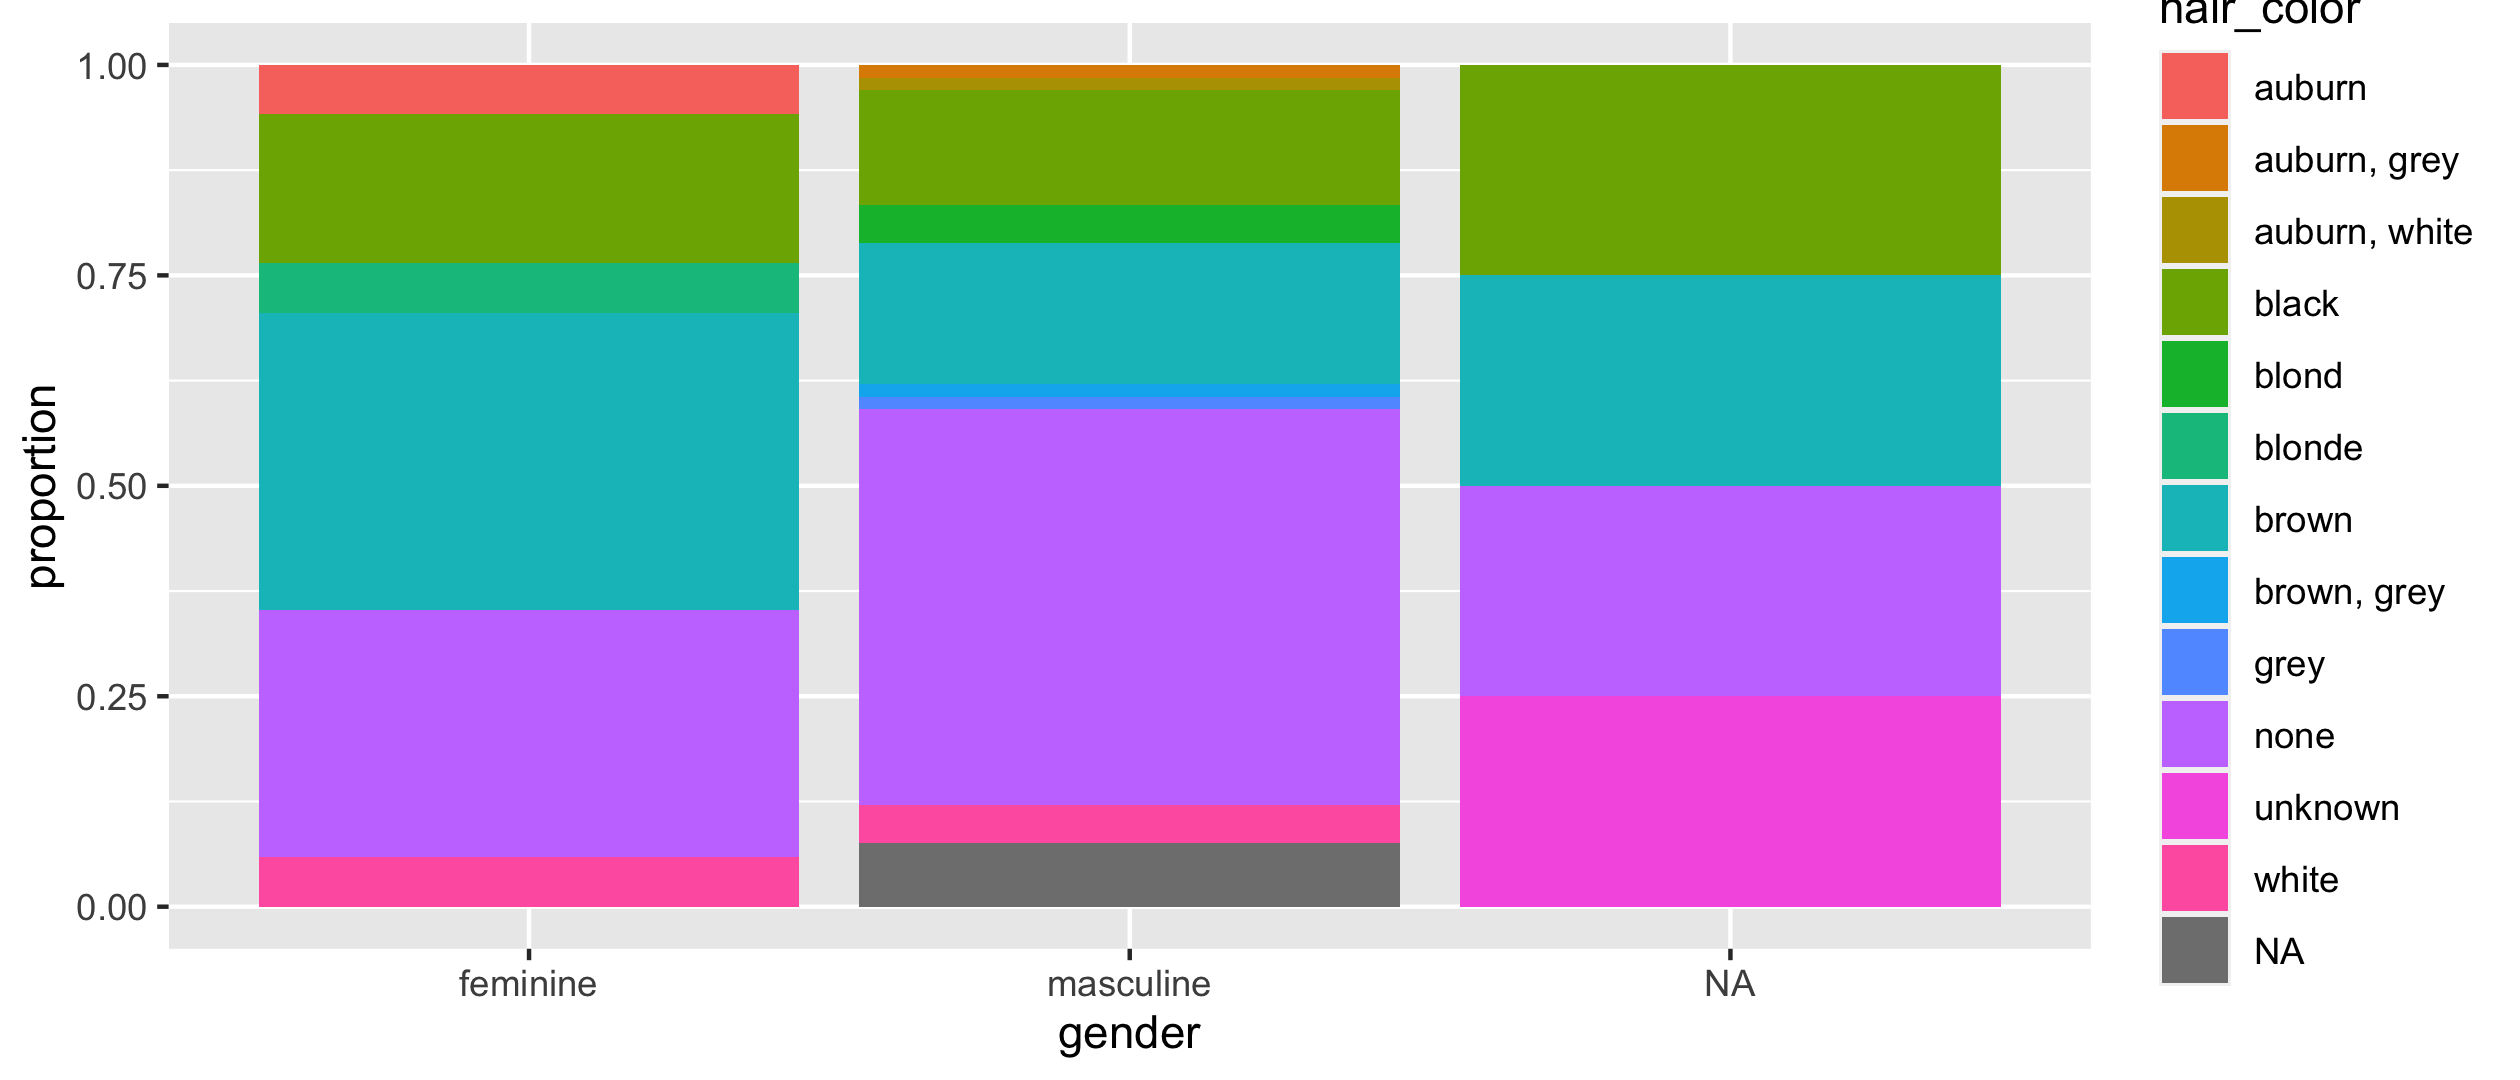 hair_color
auburn
auburn, grey
auburn, white
black
blond
blonde
brown
brown, grey
grey
none
unknown
white
NA
1.00
0.75
0.50
0.25
0.00
proportion
feminine
masculine
NA
gender